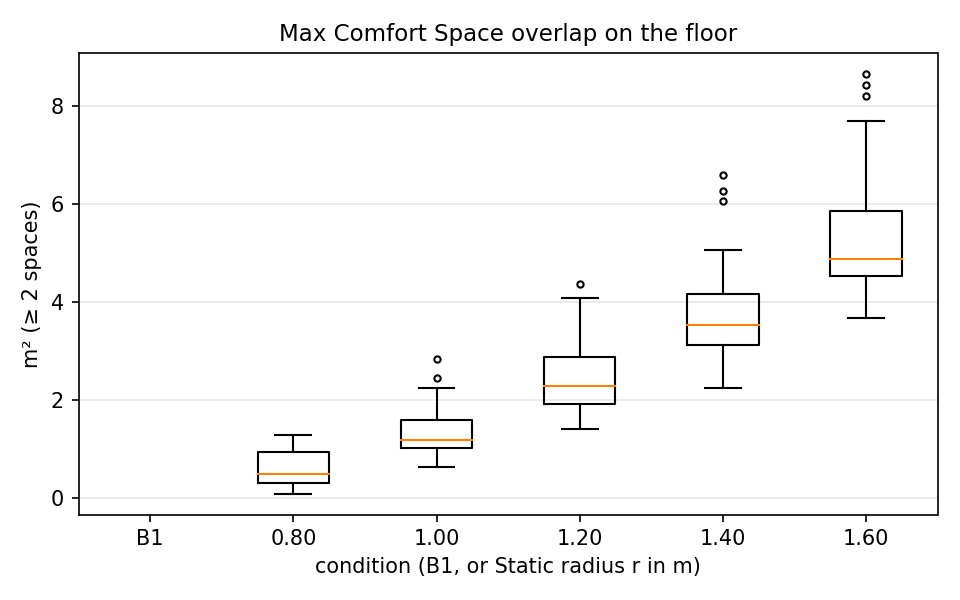 Max Comfort Space overlap on the floor
m² (≥ 2 spaces)
8
6
4
2
0
B1 0.80 1.00 1.20 1.40 1.60
condition (B1, or Static radius r in m)